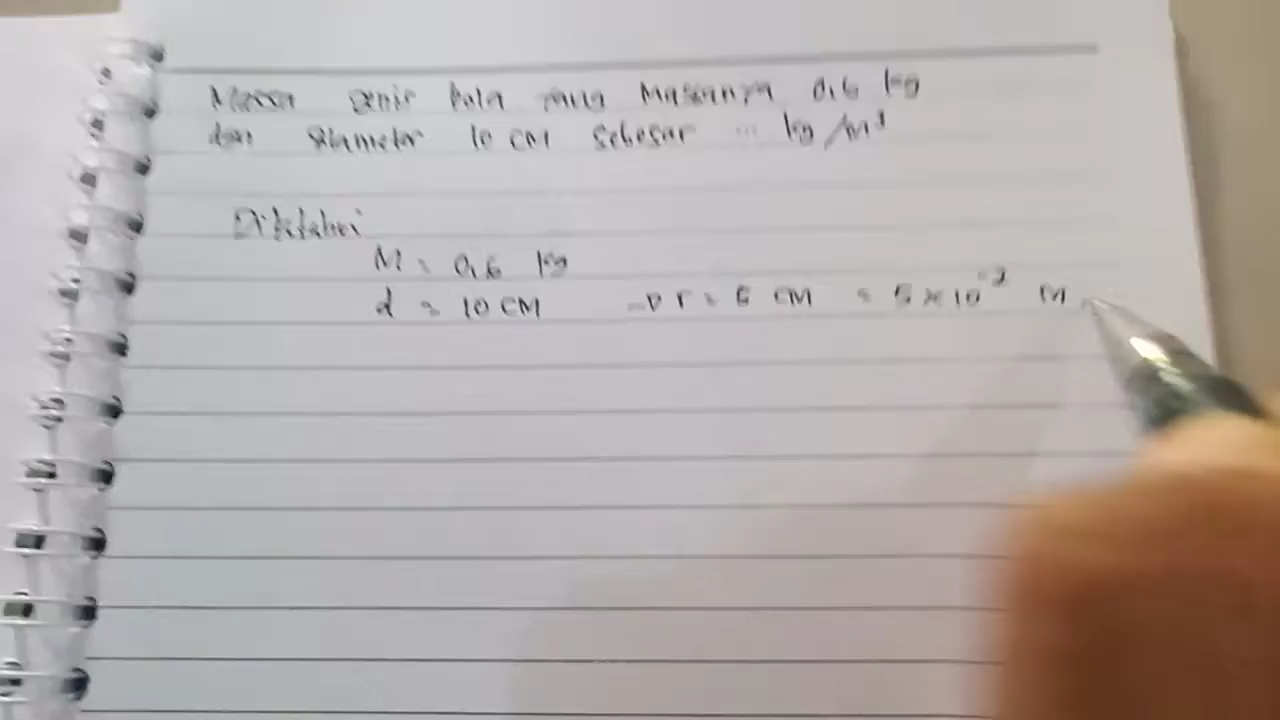 Massa Jenis bola yang Massanya 0,6 kg
dan diameter 10 CM sebesar ... kg/m³
Diketahui
M = 0,6 kg
d = 10 CM → r = 5 CM = 5 x 10⁻² M